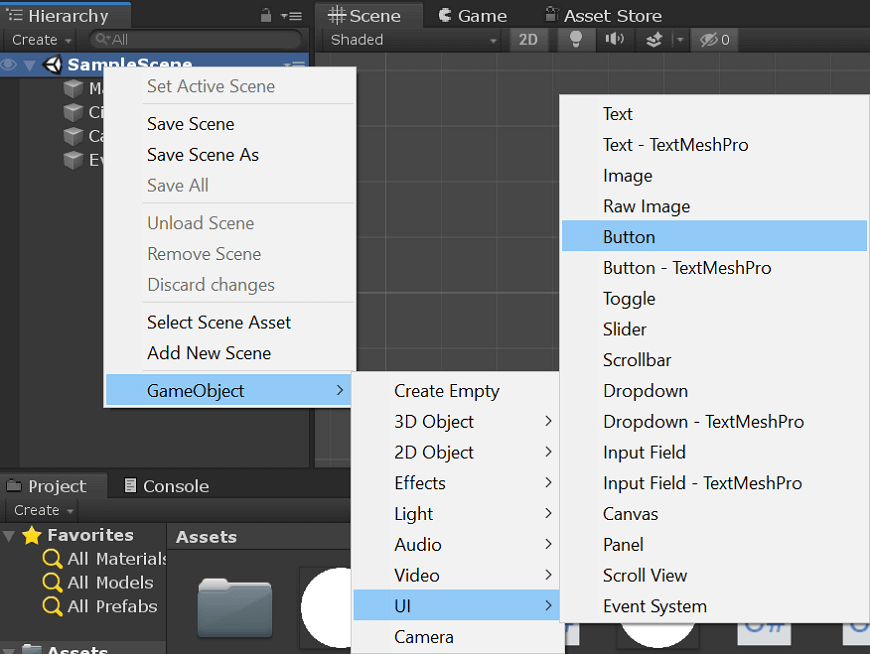 Hierarchy
Create
All
SampleScene
Scene
Game
Asset Store
Shaded
2D
0
Set Active Scene
Save Scene
Save Scene As
Save All
Unload Scene
Remove Scene
Discard changes
Select Scene Asset
Add New Scene
GameObject
Create Empty
3D Object
2D Object
Effects
Light
Audio
Video
UI
Camera
Text
Text - TextMeshPro
Image
Raw Image
Button
Button - TextMeshPro
Toggle
Slider
Scrollbar
Dropdown
Dropdown - TextMeshPro
Input Field
Input Field - TextMeshPro
Canvas
Panel
Scroll View
Event System
Project
Console
Create
Favorites
All Materials
All Models
All Prefabs
Assets
Assets